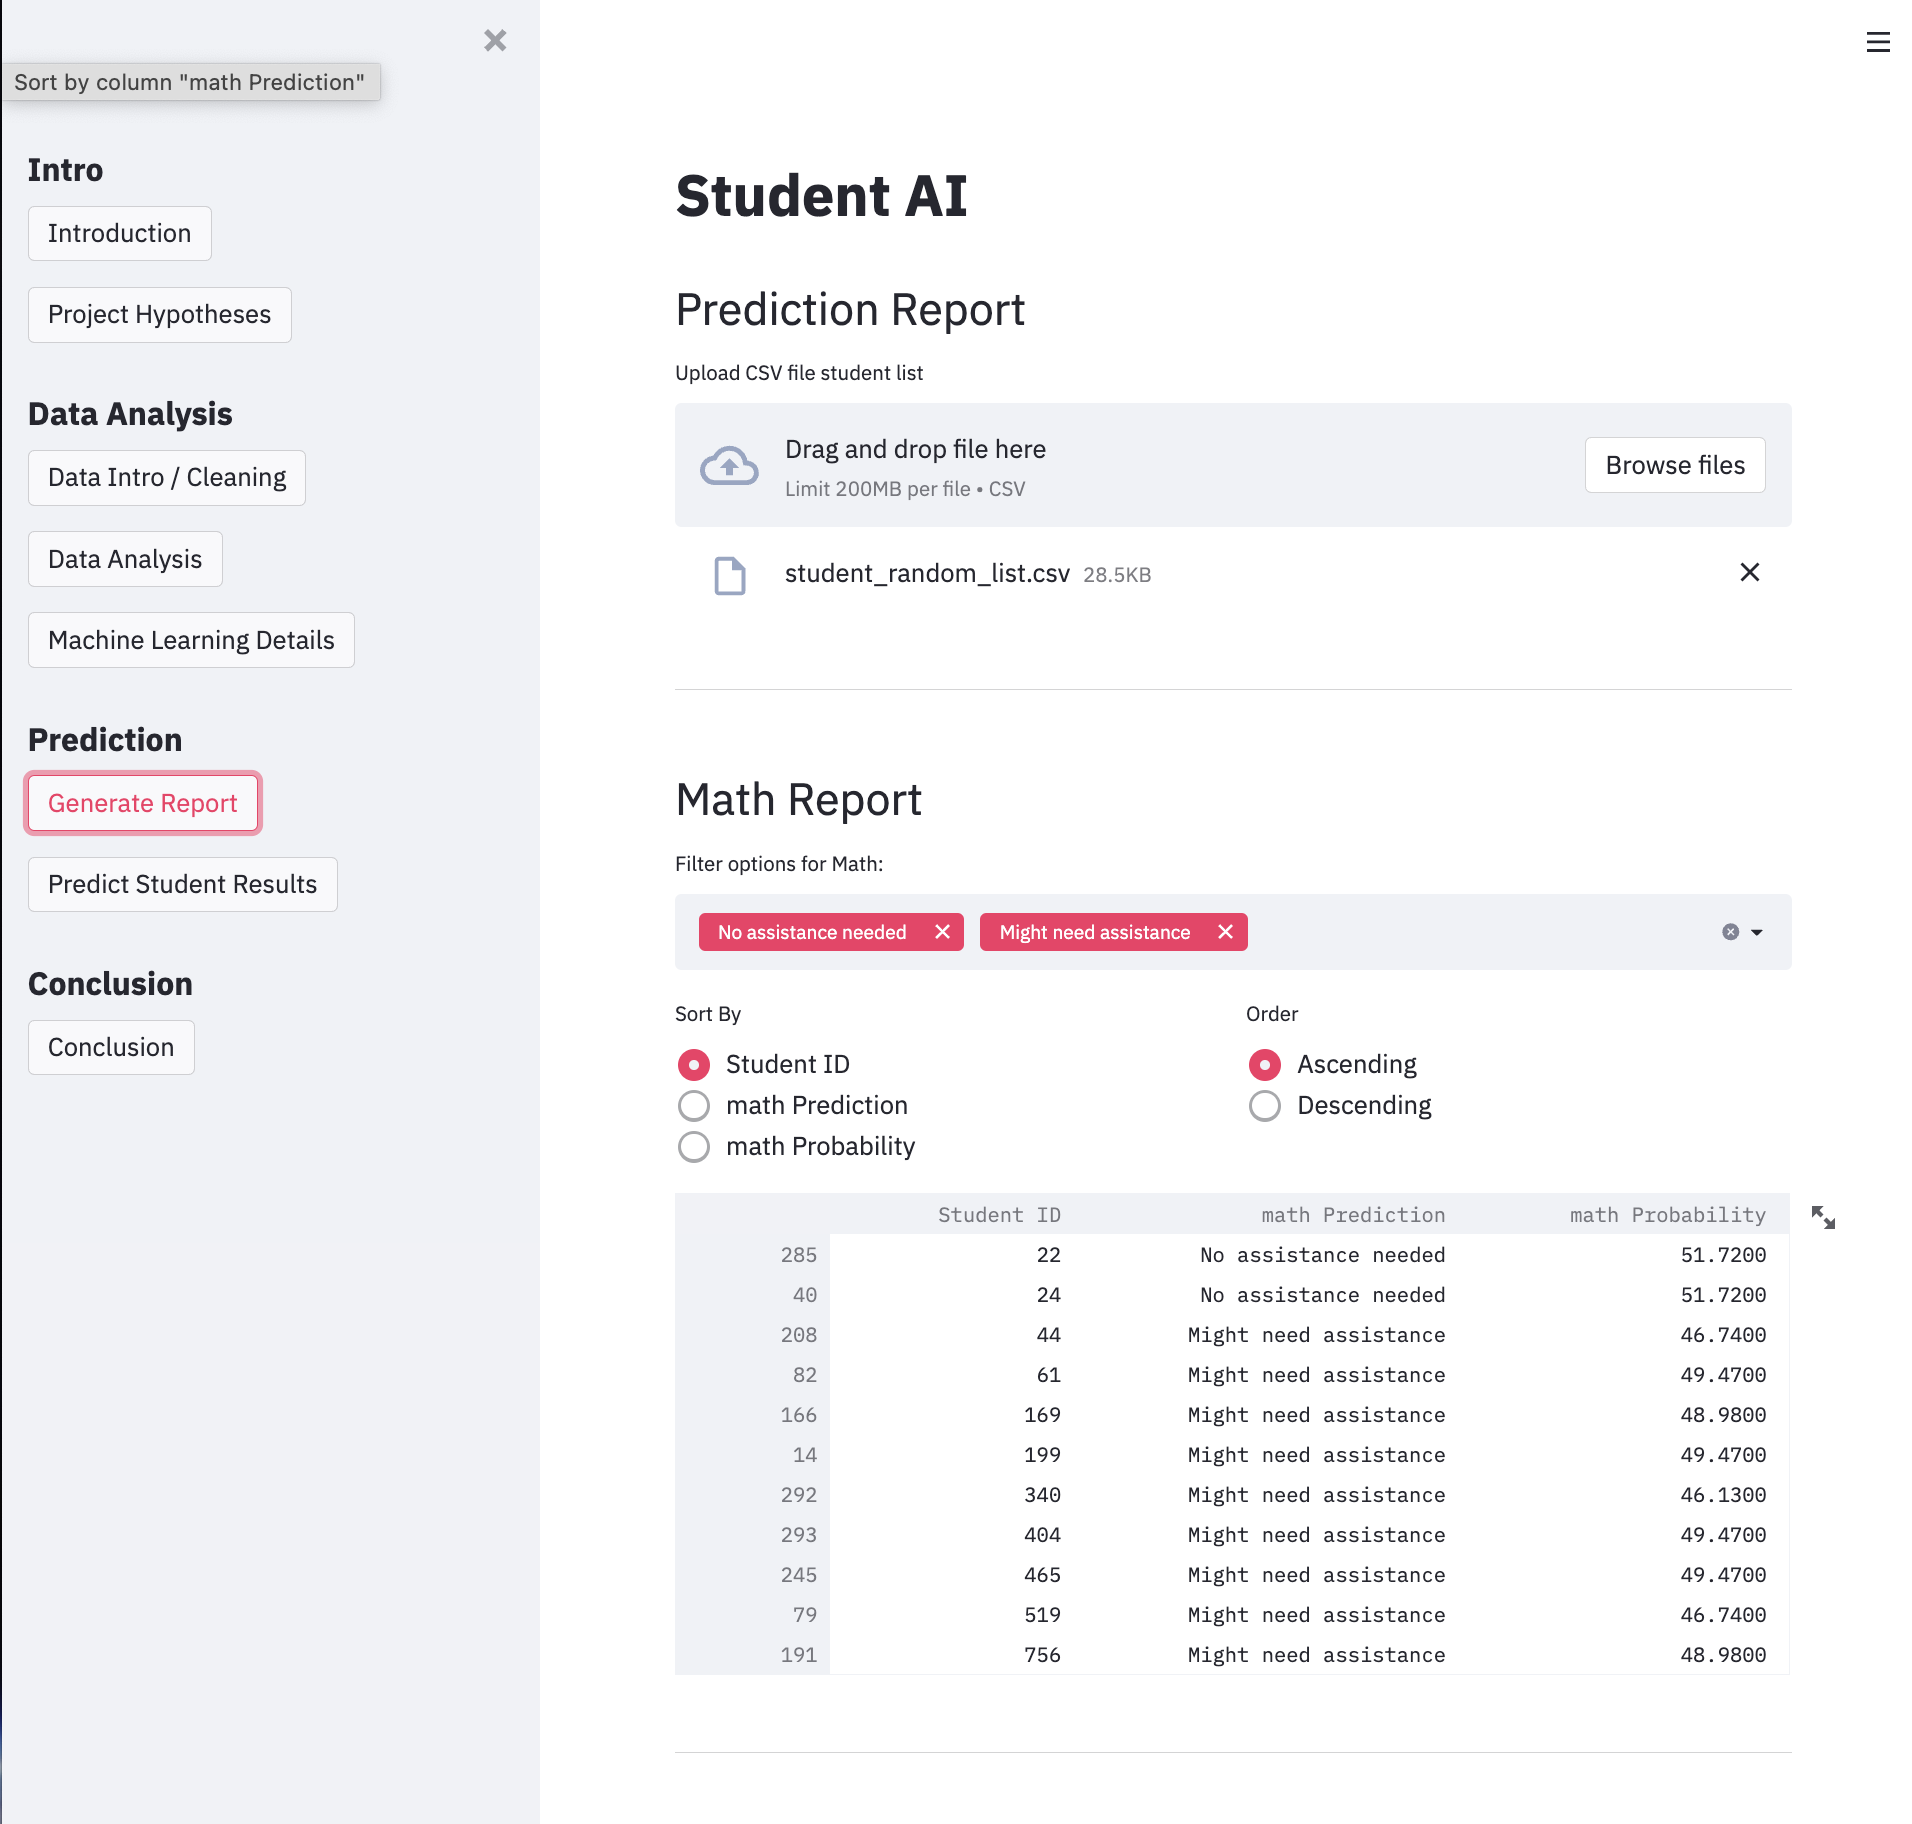 Sort by column "math Prediction"
Intro
Introduction
Project Hypotheses
Data Analysis
Data Intro / Cleaning
Data Analysis
Machine Learning Details
Prediction
Generate Report
Predict Student Results
Conclusion
Conclusion
Student AI
Prediction Report
Upload CSV file student list
Drag and drop file here
Limit 200MB per file • CSV
Browse files
student_random_list.csv 28.5KB
Math Report
Filter options for Math:
No assistance needed Might need assistance
Sort By
Student ID
math Prediction
math Probability
Order
Ascending
Descending
Student ID math Prediction math Probability
285 22 No assistance needed 51.7200
40 24 No assistance needed 51.7200
208 44 Might need assistance 46.7400
82 61 Might need assistance 49.4700
166 169 Might need assistance 48.9800
14 199 Might need assistance 49.4700
292 340 Might need assistance 46.1300
293 404 Might need assistance 49.4700
245 465 Might need assistance 49.4700
79 519 Might need assistance 46.7400
191 756 Might need assistance 48.9800